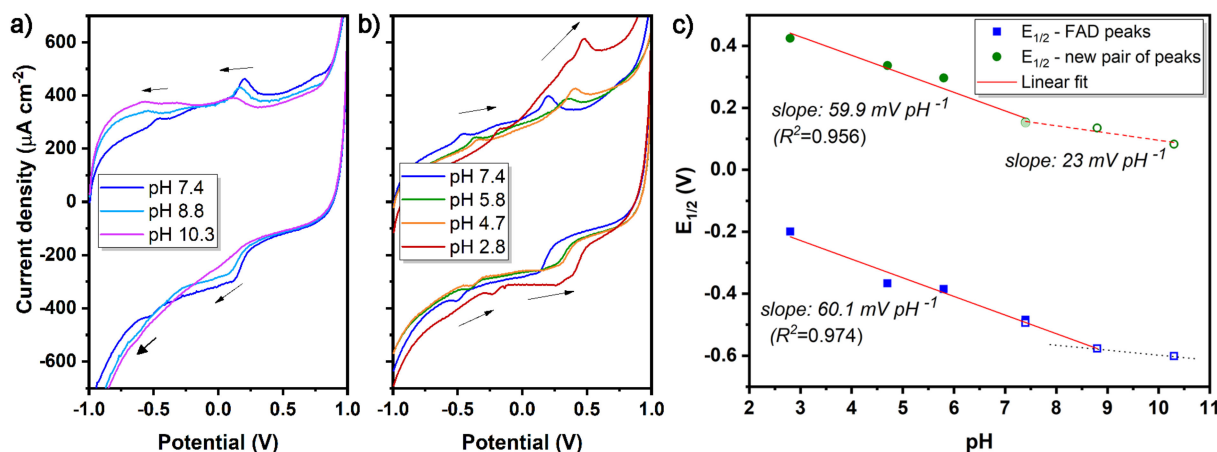 a)
600
400
200
0
-200
-400
-600
Current density (µA cm⁻²)
pH 7.4
pH 8.8
pH 10.3
-1.0 -0.5 0.0 0.5 1.0
Potential (V)
b)
pH 7.4
pH 5.8
pH 4.7
pH 2.8
-1.0 -0.5 0.0 0.5 1.0
Potential (V)
c)
E₁/₂ - FAD peaks
E₁/₂ - new pair of peaks
Linear fit
0.4
0.2
0.0
-0.2
-0.4
-0.6
E₁/₂ (V)
slope: 59.9 mV pH ⁻¹
(R²=0.956)
slope: 23 mV pH ⁻¹
slope: 60.1 mV pH ⁻¹
(R²=0.974)
2 3 4 5 6 7 8 9 10 11
pH